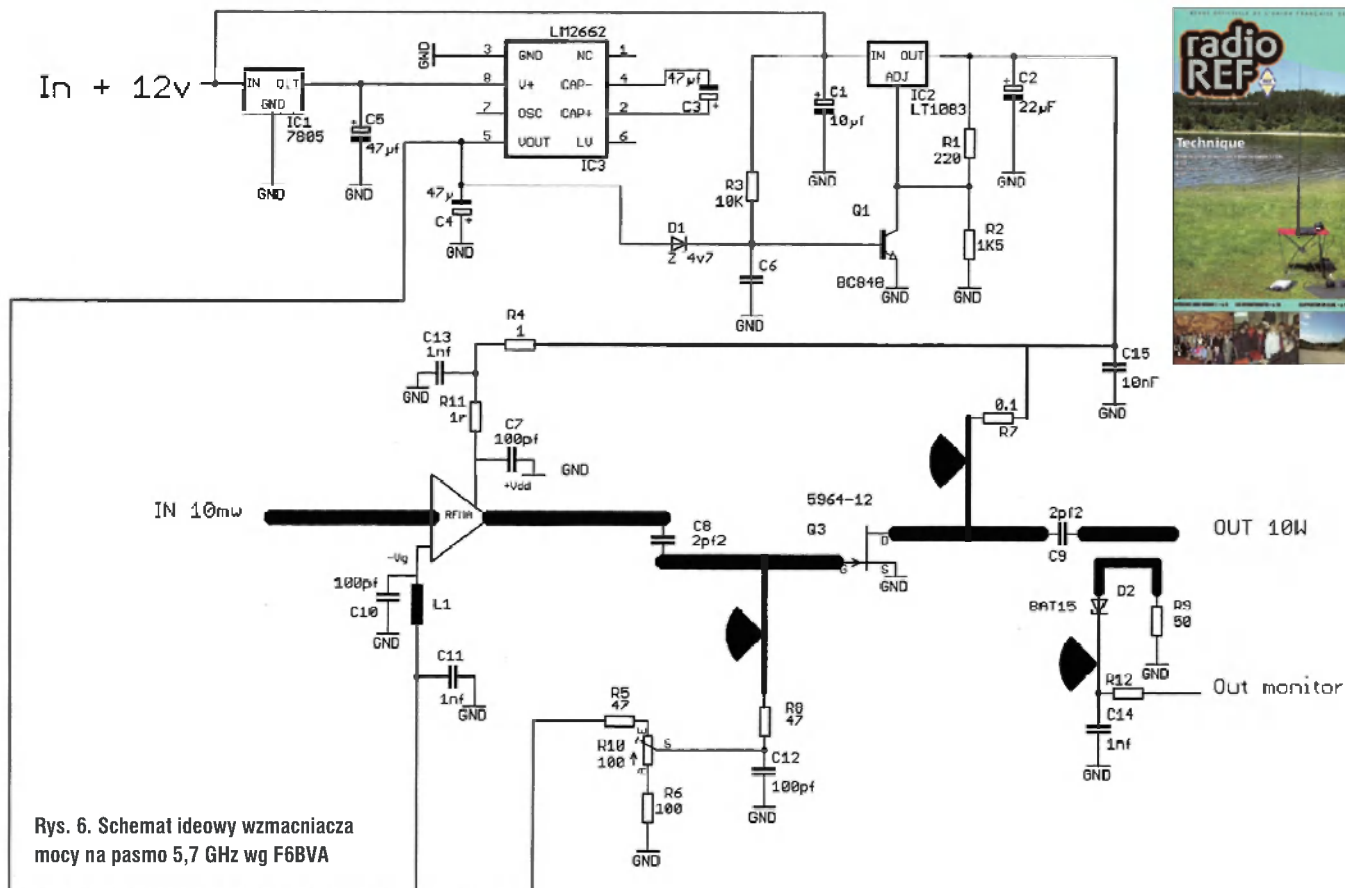 In + 12v
IN OUT
GND
IC1
7805
GND
C5
47µf
GND
GND
LM2662
3 GND NC 1
8 V+ CAP- 4
7 OSC CAP+ 2
5 VOUT LV 6
IC3
47µf
C3
47µ
C4
GND
D1
Z 4v7
R3
10K
C6
GND
C1
10µf
GND
IN OUT
ADJ
IC2
LT1083
Q1
BC848
GND
R1
220
R2
1K5
GND
C2
22µF
GND
radio
REF
Technique
R4
1
C13
1nf
GND
R11
1r
C7
100pf
GND
+Vdd
C15
10nF
GND
0.1
R7
IN 10mw
-Vg
100pf
C10
GND
L1
C11
1nf
GND
C8
2pf2
5964-12
Q3
D
G
S
GND
2pf2
C9
OUT 10W
BAT15
D2
R9
50
GND
R12
Out monitor
C14
1nf
GND
R5
47
R10
100
E
S
A
R6
100
GND
R8
47
C12
100pf
GND
Rys. 6. Schemat ideowy wzmacniacza
mocy na pasmo 5,7 GHz wg F6BVA